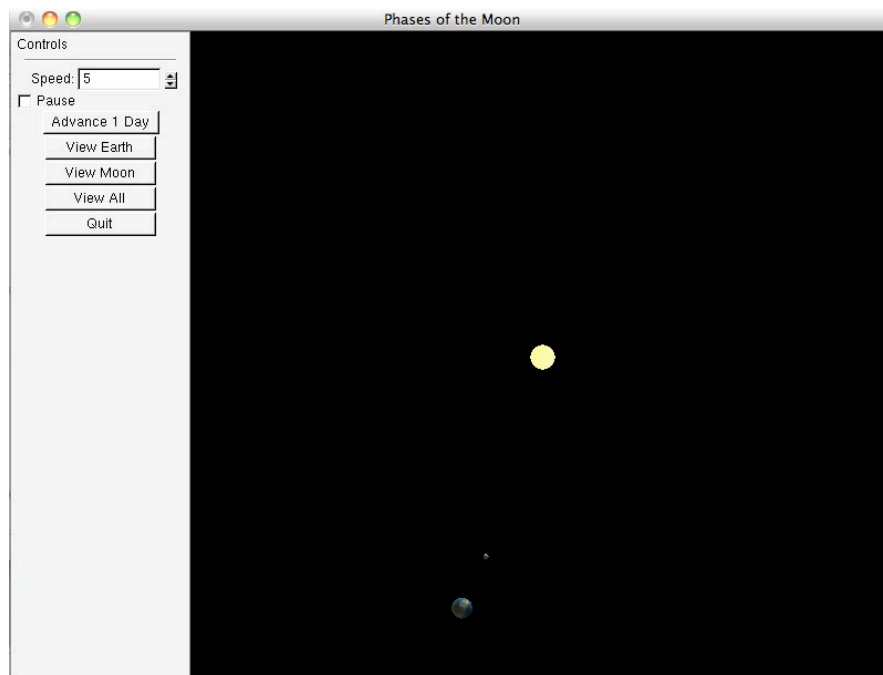 Phases of the Moon
Controls
Speed: 5
Pause
Advance 1 Day
View Earth
View Moon
View All
Quit